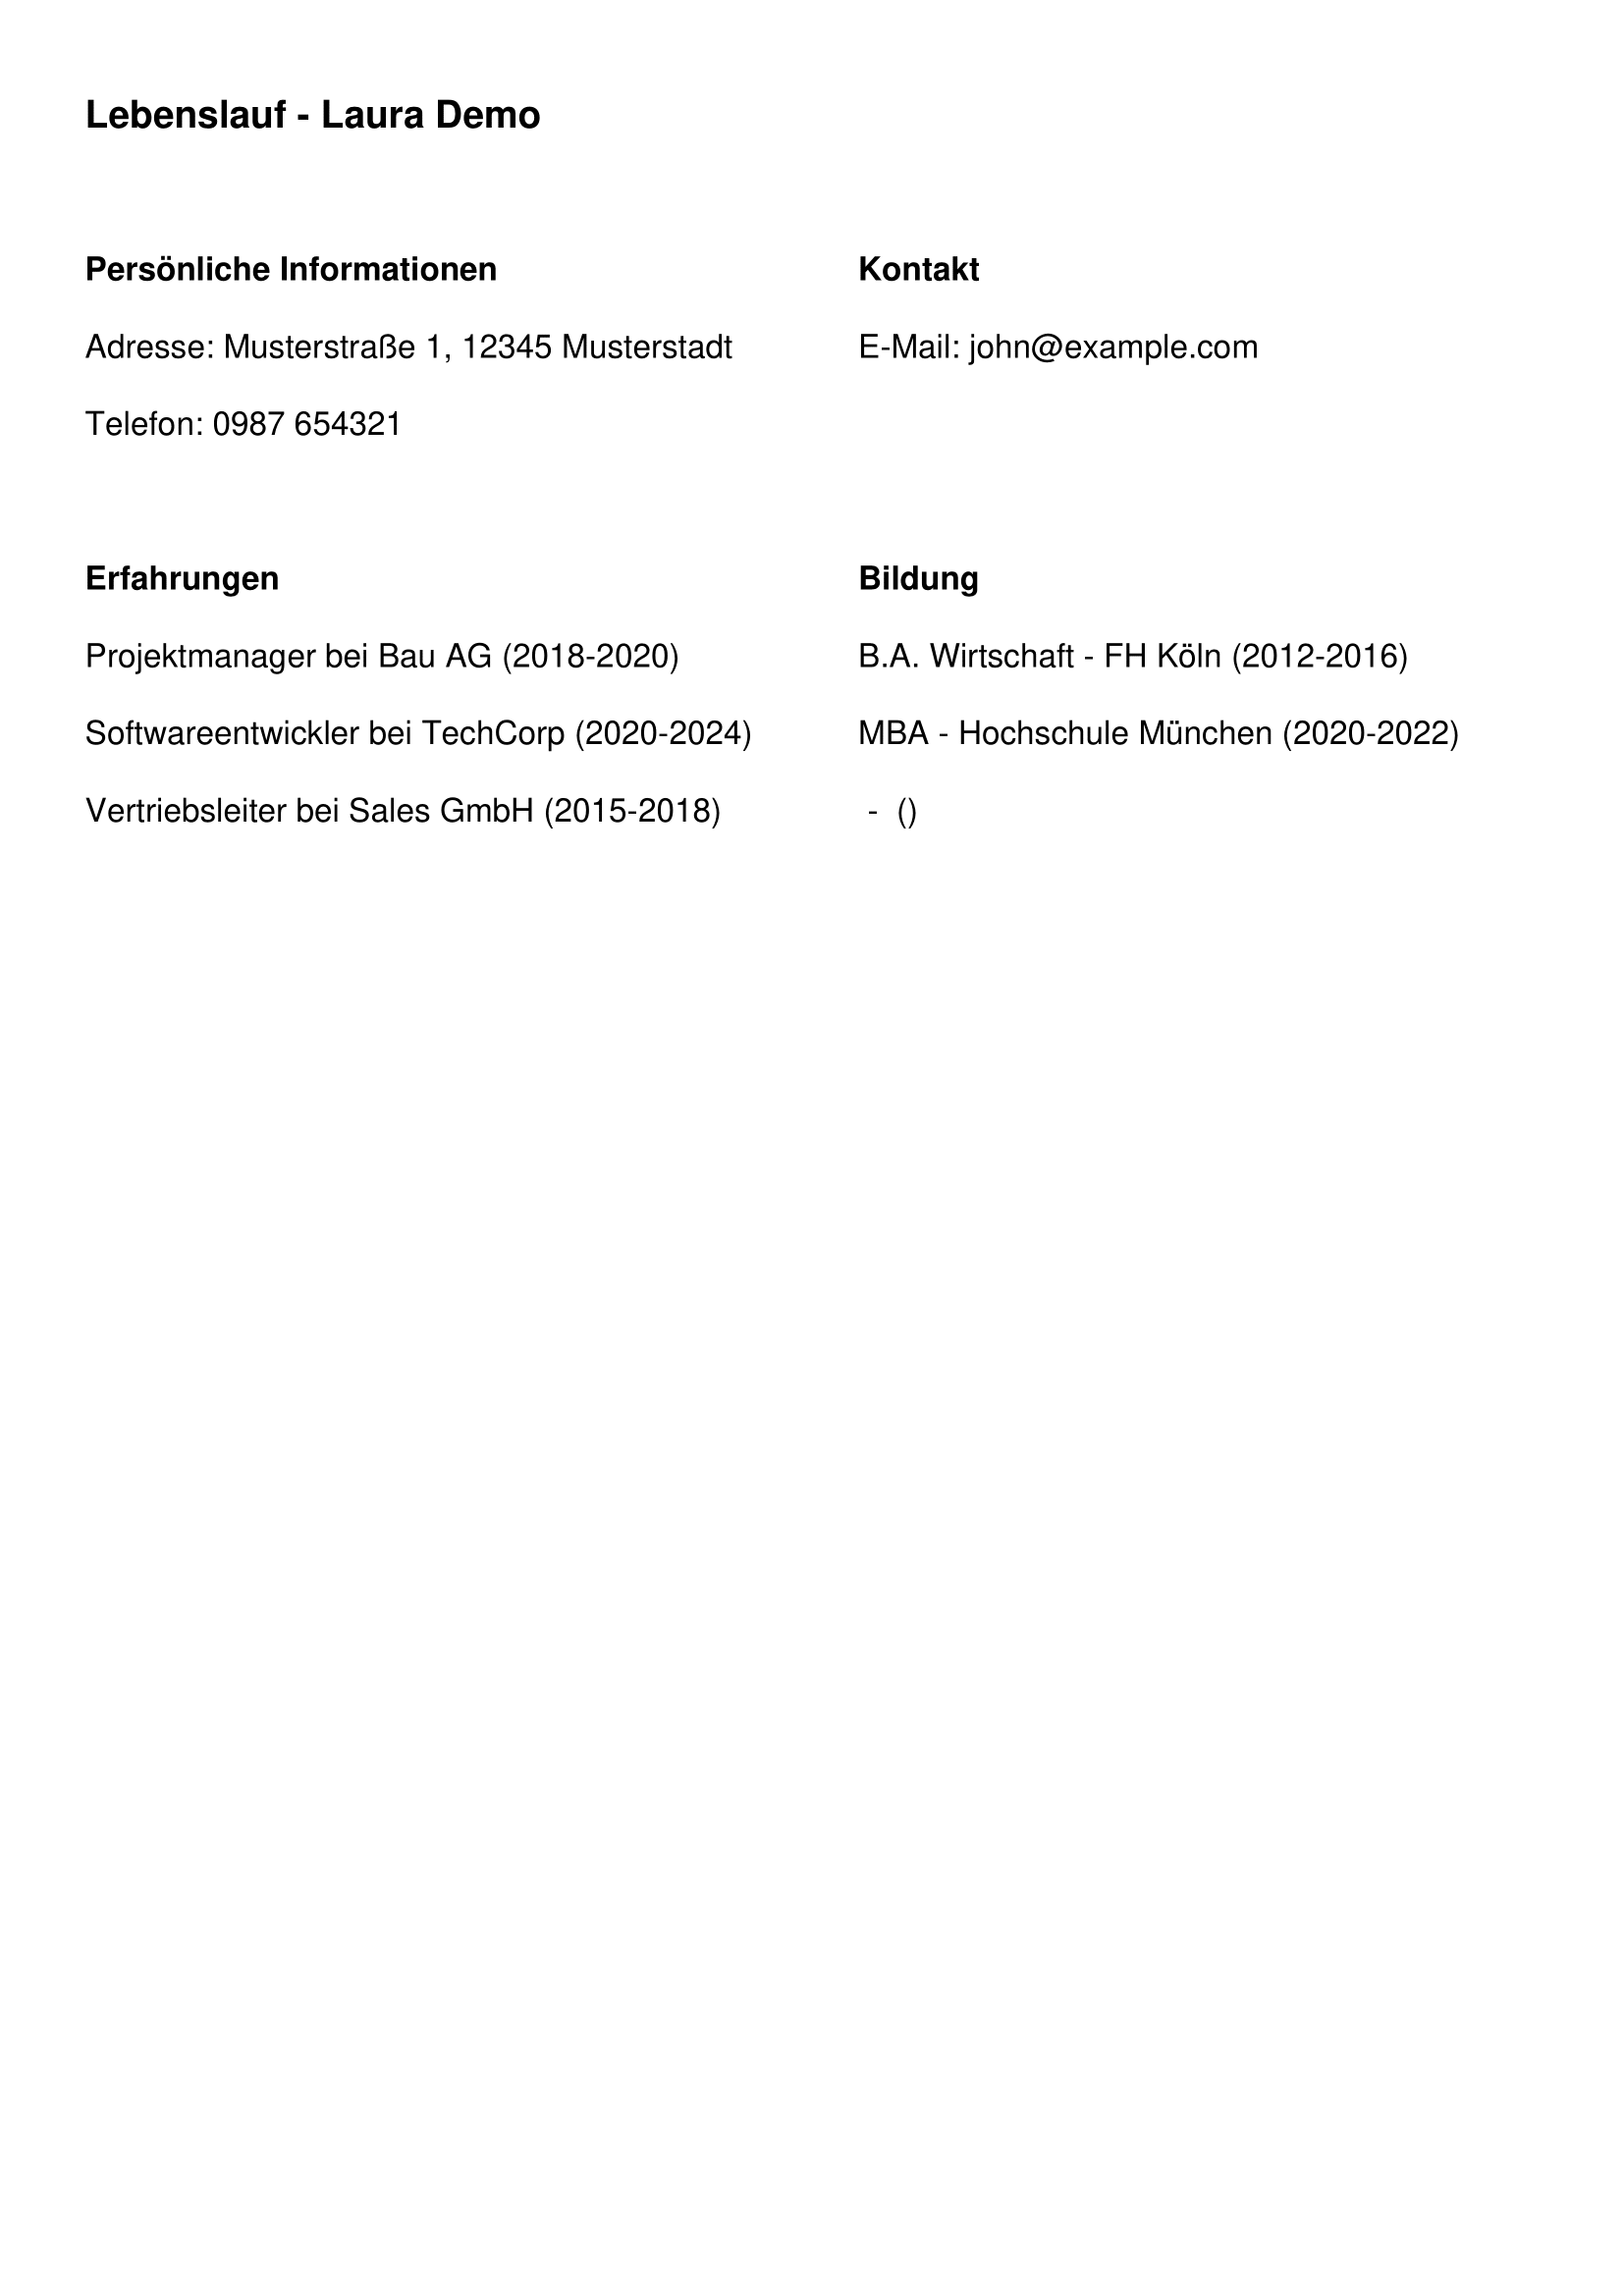 Lebenslauf - Laura Demo
Persönliche Informationen
Adresse: Musterstraße 1, 12345 Musterstadt
Telefon: 0987 654321
Kontakt
E-Mail: john@example.com
Erfahrungen
Projektmanager bei Bau AG (2018-2020)
Softwareentwickler bei TechCorp (2020-2024)
Vertriebsleiter bei Sales GmbH (2015-2018)
Bildung
B.A. Wirtschaft - FH Köln (2012-2016)
MBA - Hochschule München (2020-2022)
- ()